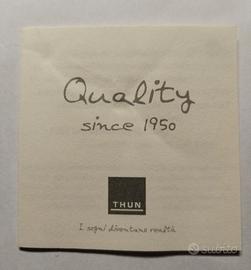 Quality
since 1950
THUN
I sogni diventano realtà.
subito